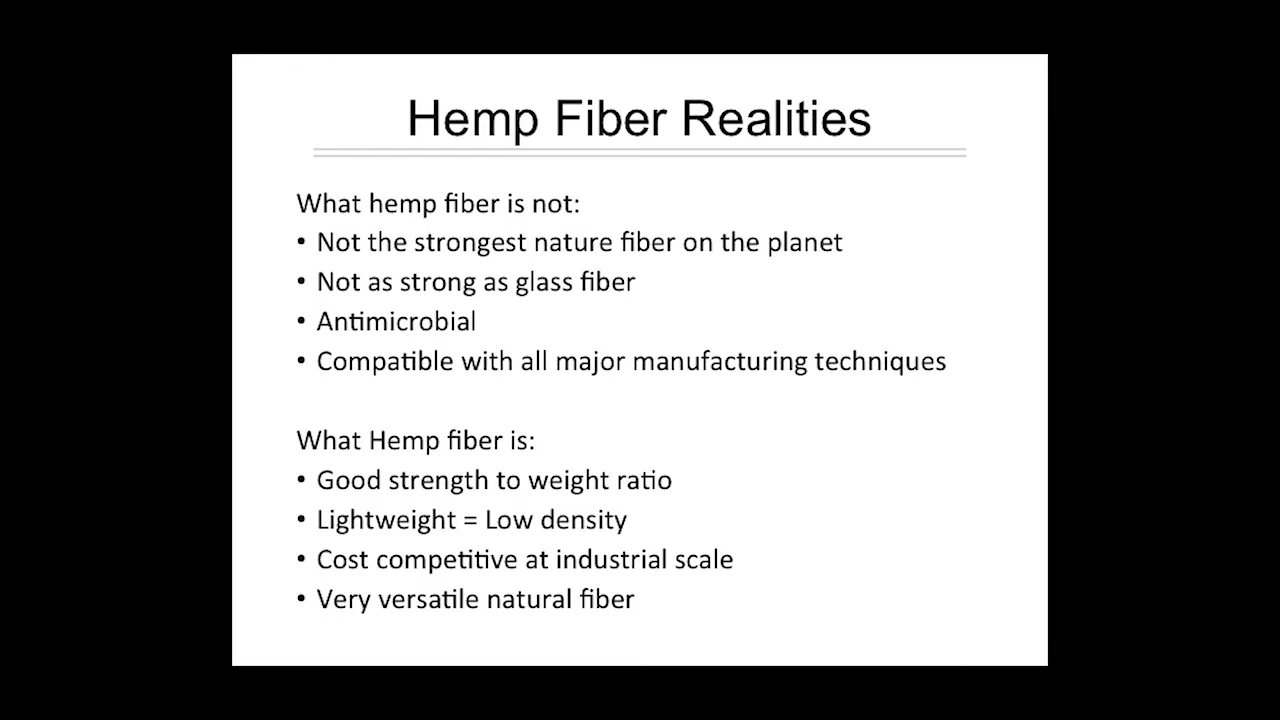 Hemp Fiber Realities
What hemp fiber is not:
• Not the strongest nature fiber on the planet
• Not as strong as glass fiber
• Antimicrobial
• Compatible with all major manufacturing techniques
What Hemp fiber is:
• Good strength to weight ratio
• Lightweight = Low density
• Cost competitive at industrial scale
• Very versatile natural fiber